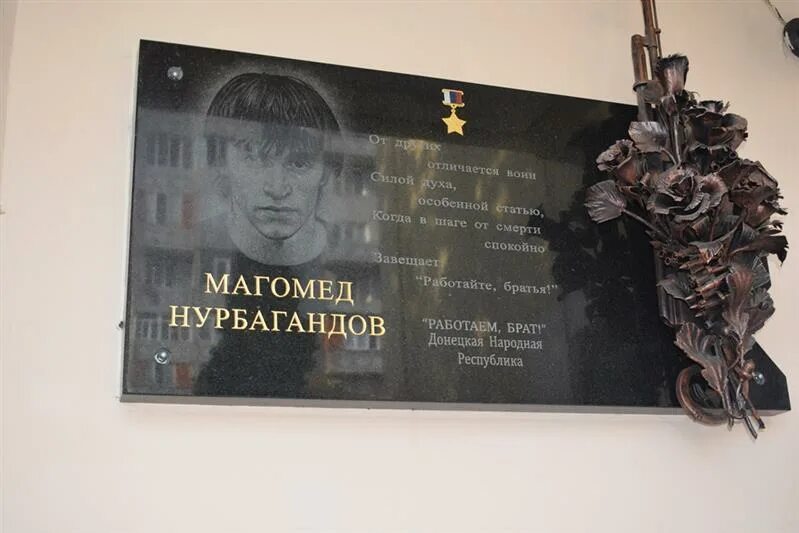 МАГОМЕД
НУРБАГАНДОВ
От других
отличается воин
Силой духа,
особенной статью,
Когда в шаге от смерти
спокойно
Завещает
"Работайте, братья!"
"РАБОТАЕМ, БРАТ!"
Донецкая Народная
Республика